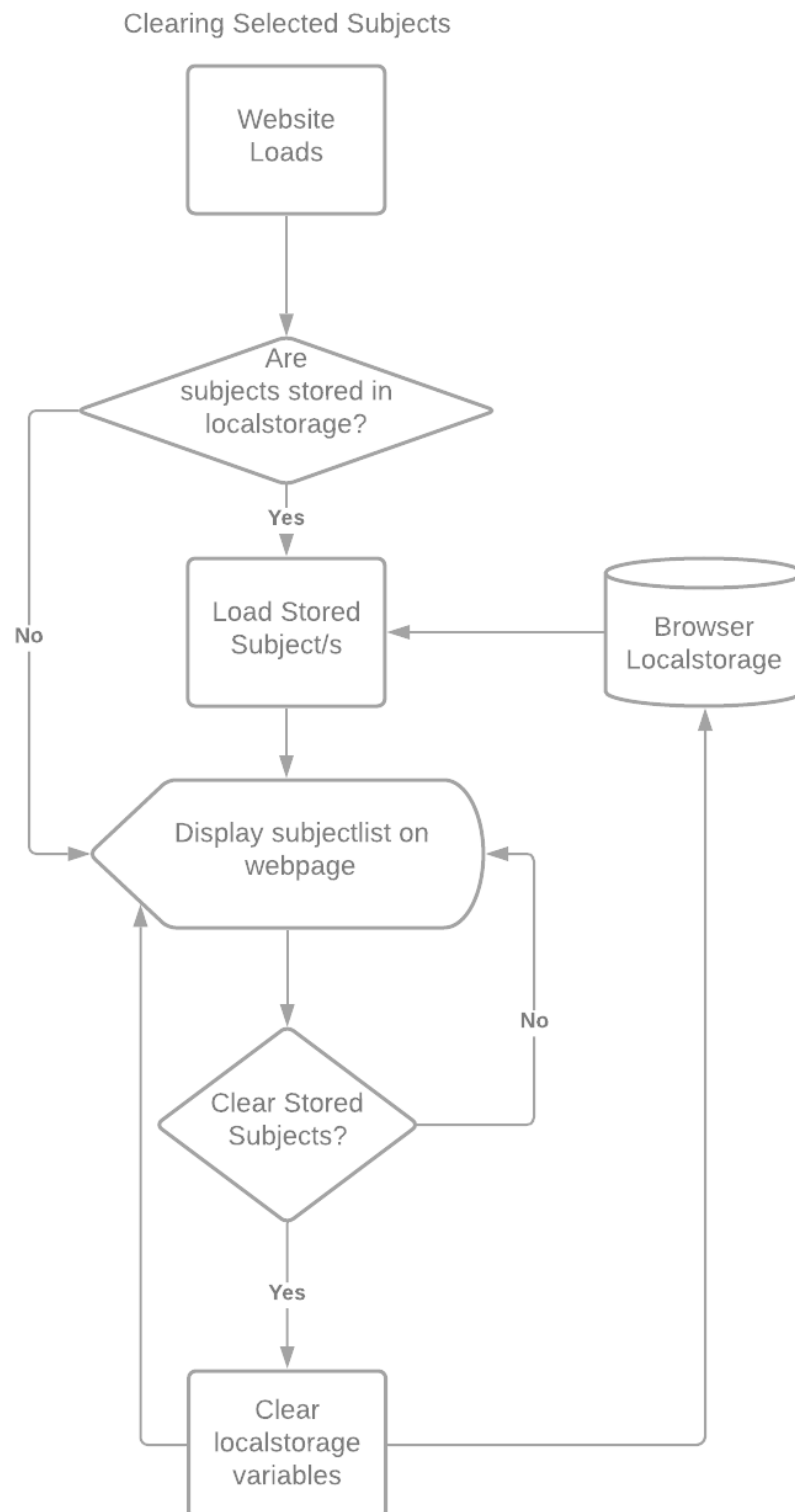 Clearing Selected Subjects
Website
Loads
Are
subjects stored in
localstorage?
Yes
No
Load Stored
Subject/s
Browser
Localstorage
Display subjectlist on
webpage
No
Clear Stored
Subjects?
Yes
Clear
localstorage
variables